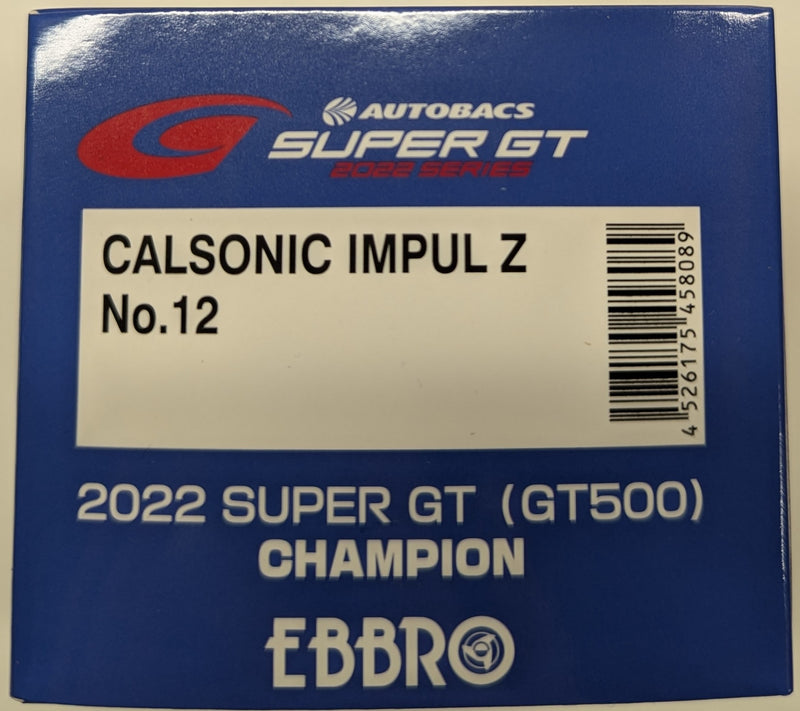 AUTOBACS
SUPER GT
2022 SERIES
CALSONIC IMPUL Z
No.12
4 526175 458089
2022 SUPER GT (GT500)
CHAMPION
EBBRO